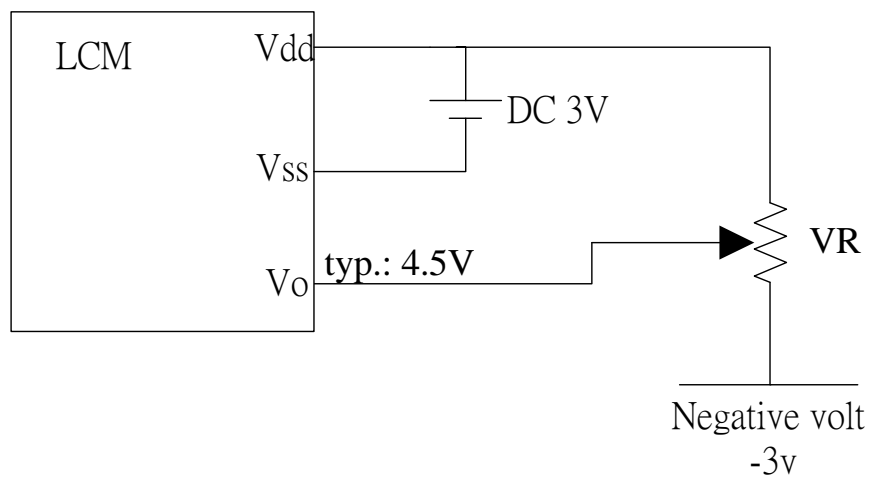 LCM
Vdd
DC 3V
Vss
VR
typ.: 4.5V
Vo
Negative volt
-3v